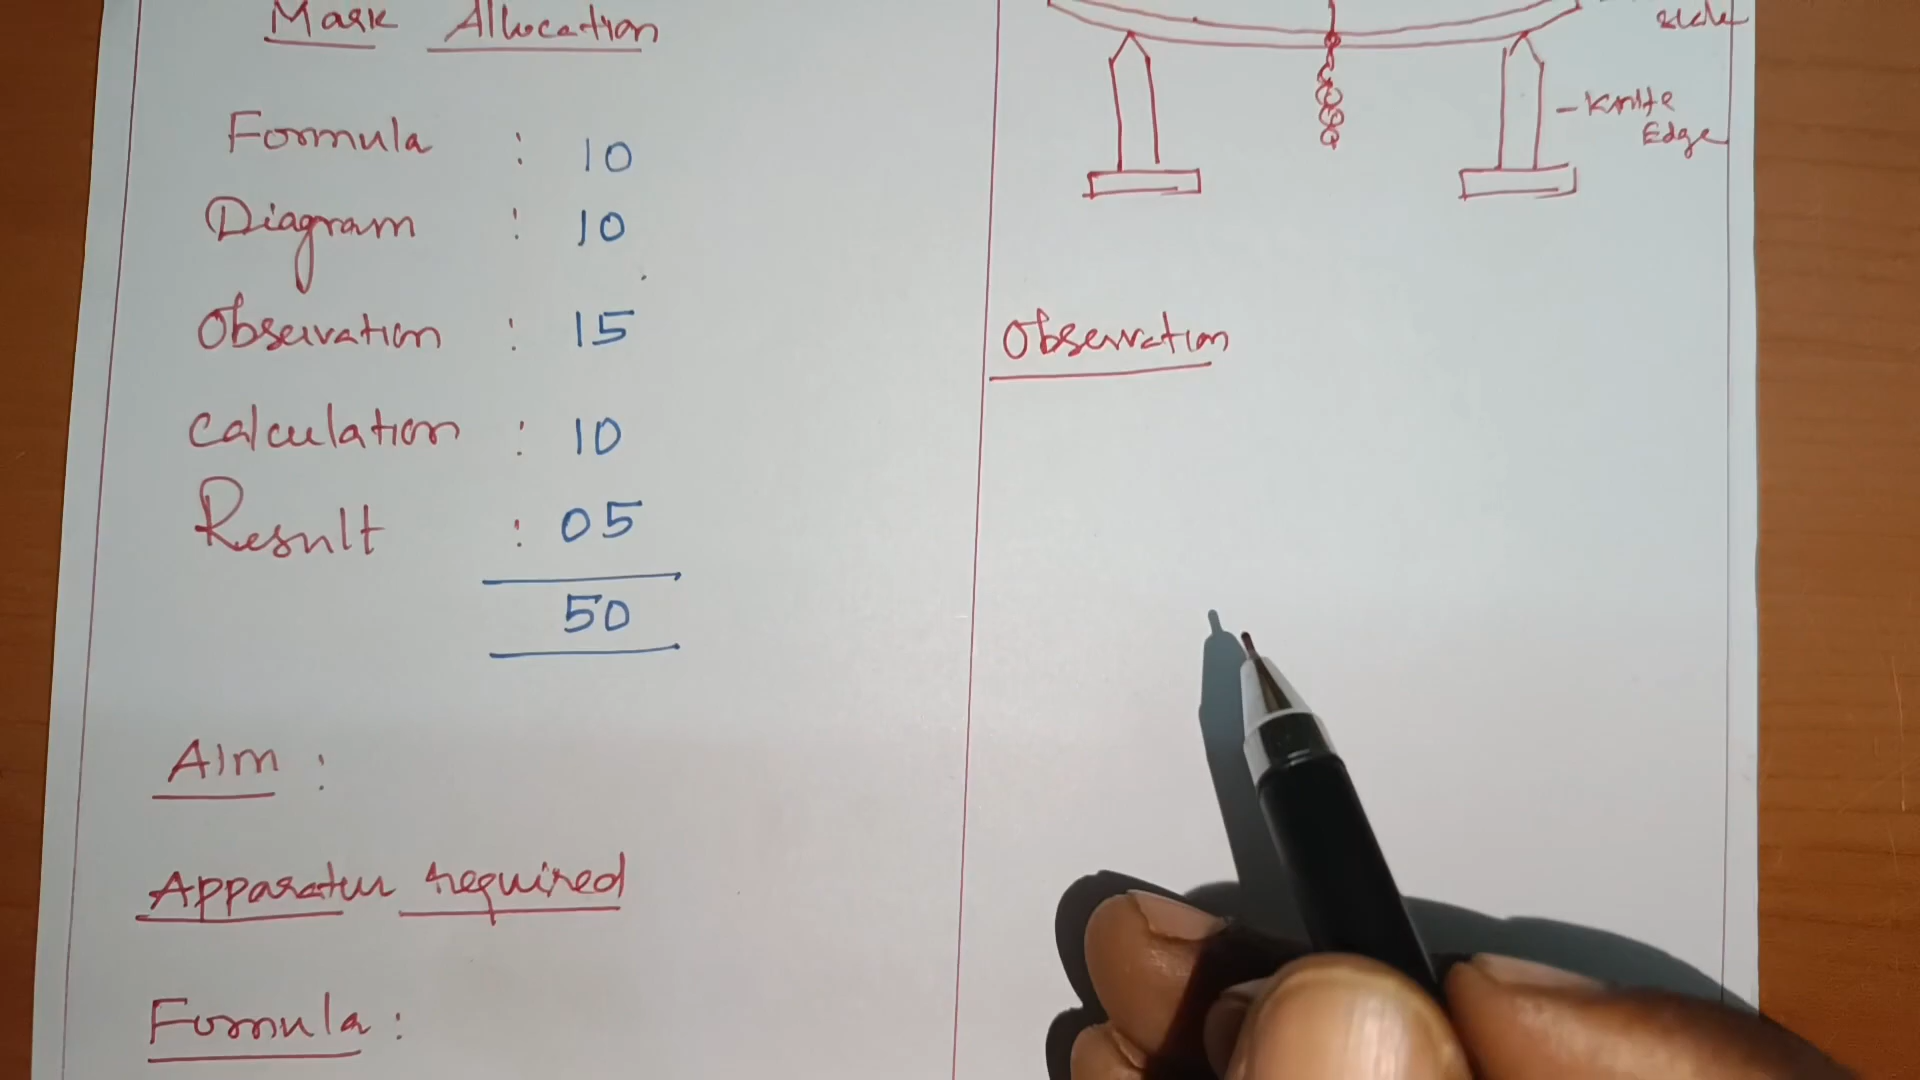 Mark Allocation
Formula : 10
Diagram : 10
Observation : 15
Calculation : 10
Result : 05
50
Aim :
Apparatus required
Formula :
- Knife
Edge
Observation